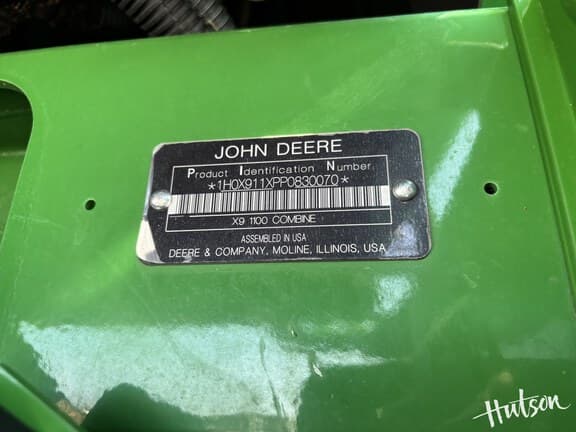 JOHN DEERE
Product Identification Number
*1H0X911XPP0830070*
X9 1100 COMBINE
ASSEMBLED IN USA
DEERE & COMPANY, MOLINE, ILLINOIS, USA
Hutson